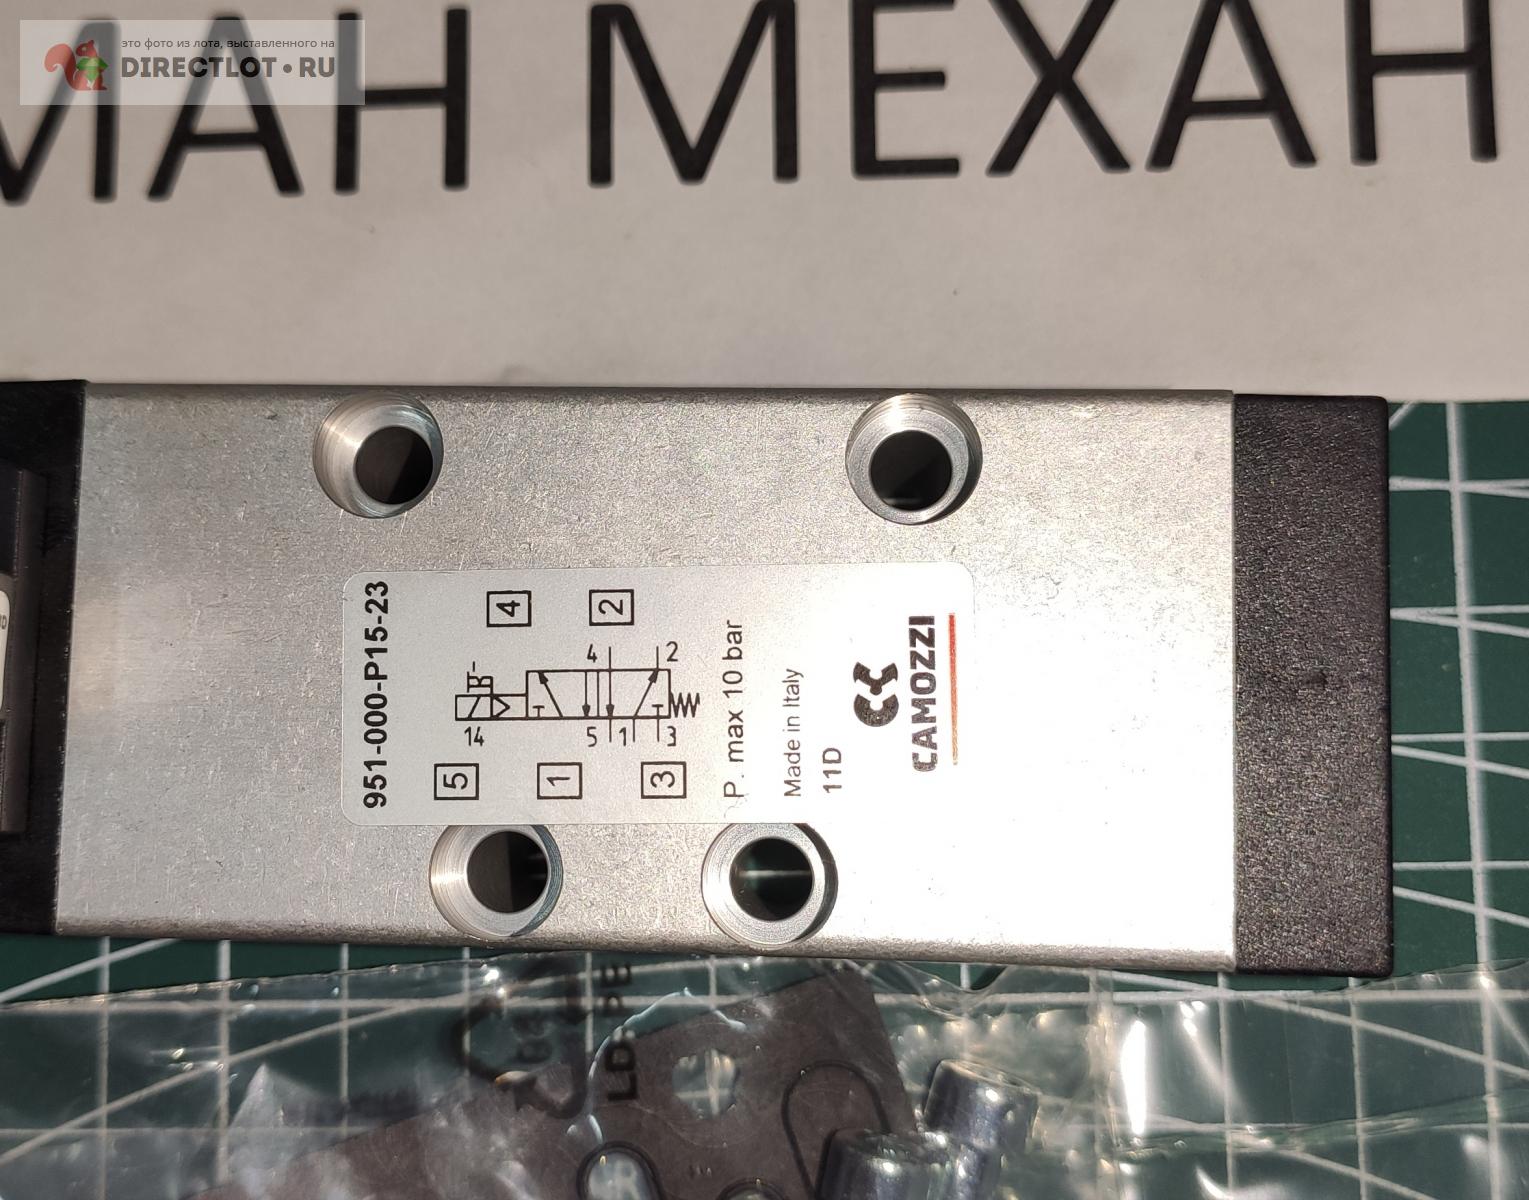 это фото из лота, выставленного на
DIRECTLOT•RU
МАН МЕХАН
951-000-P15-23
4
2
4
2
14
5
1
3
5
1
3
P. max 10 bar
Made in Italy
11D
CAMOZZI
LDPE